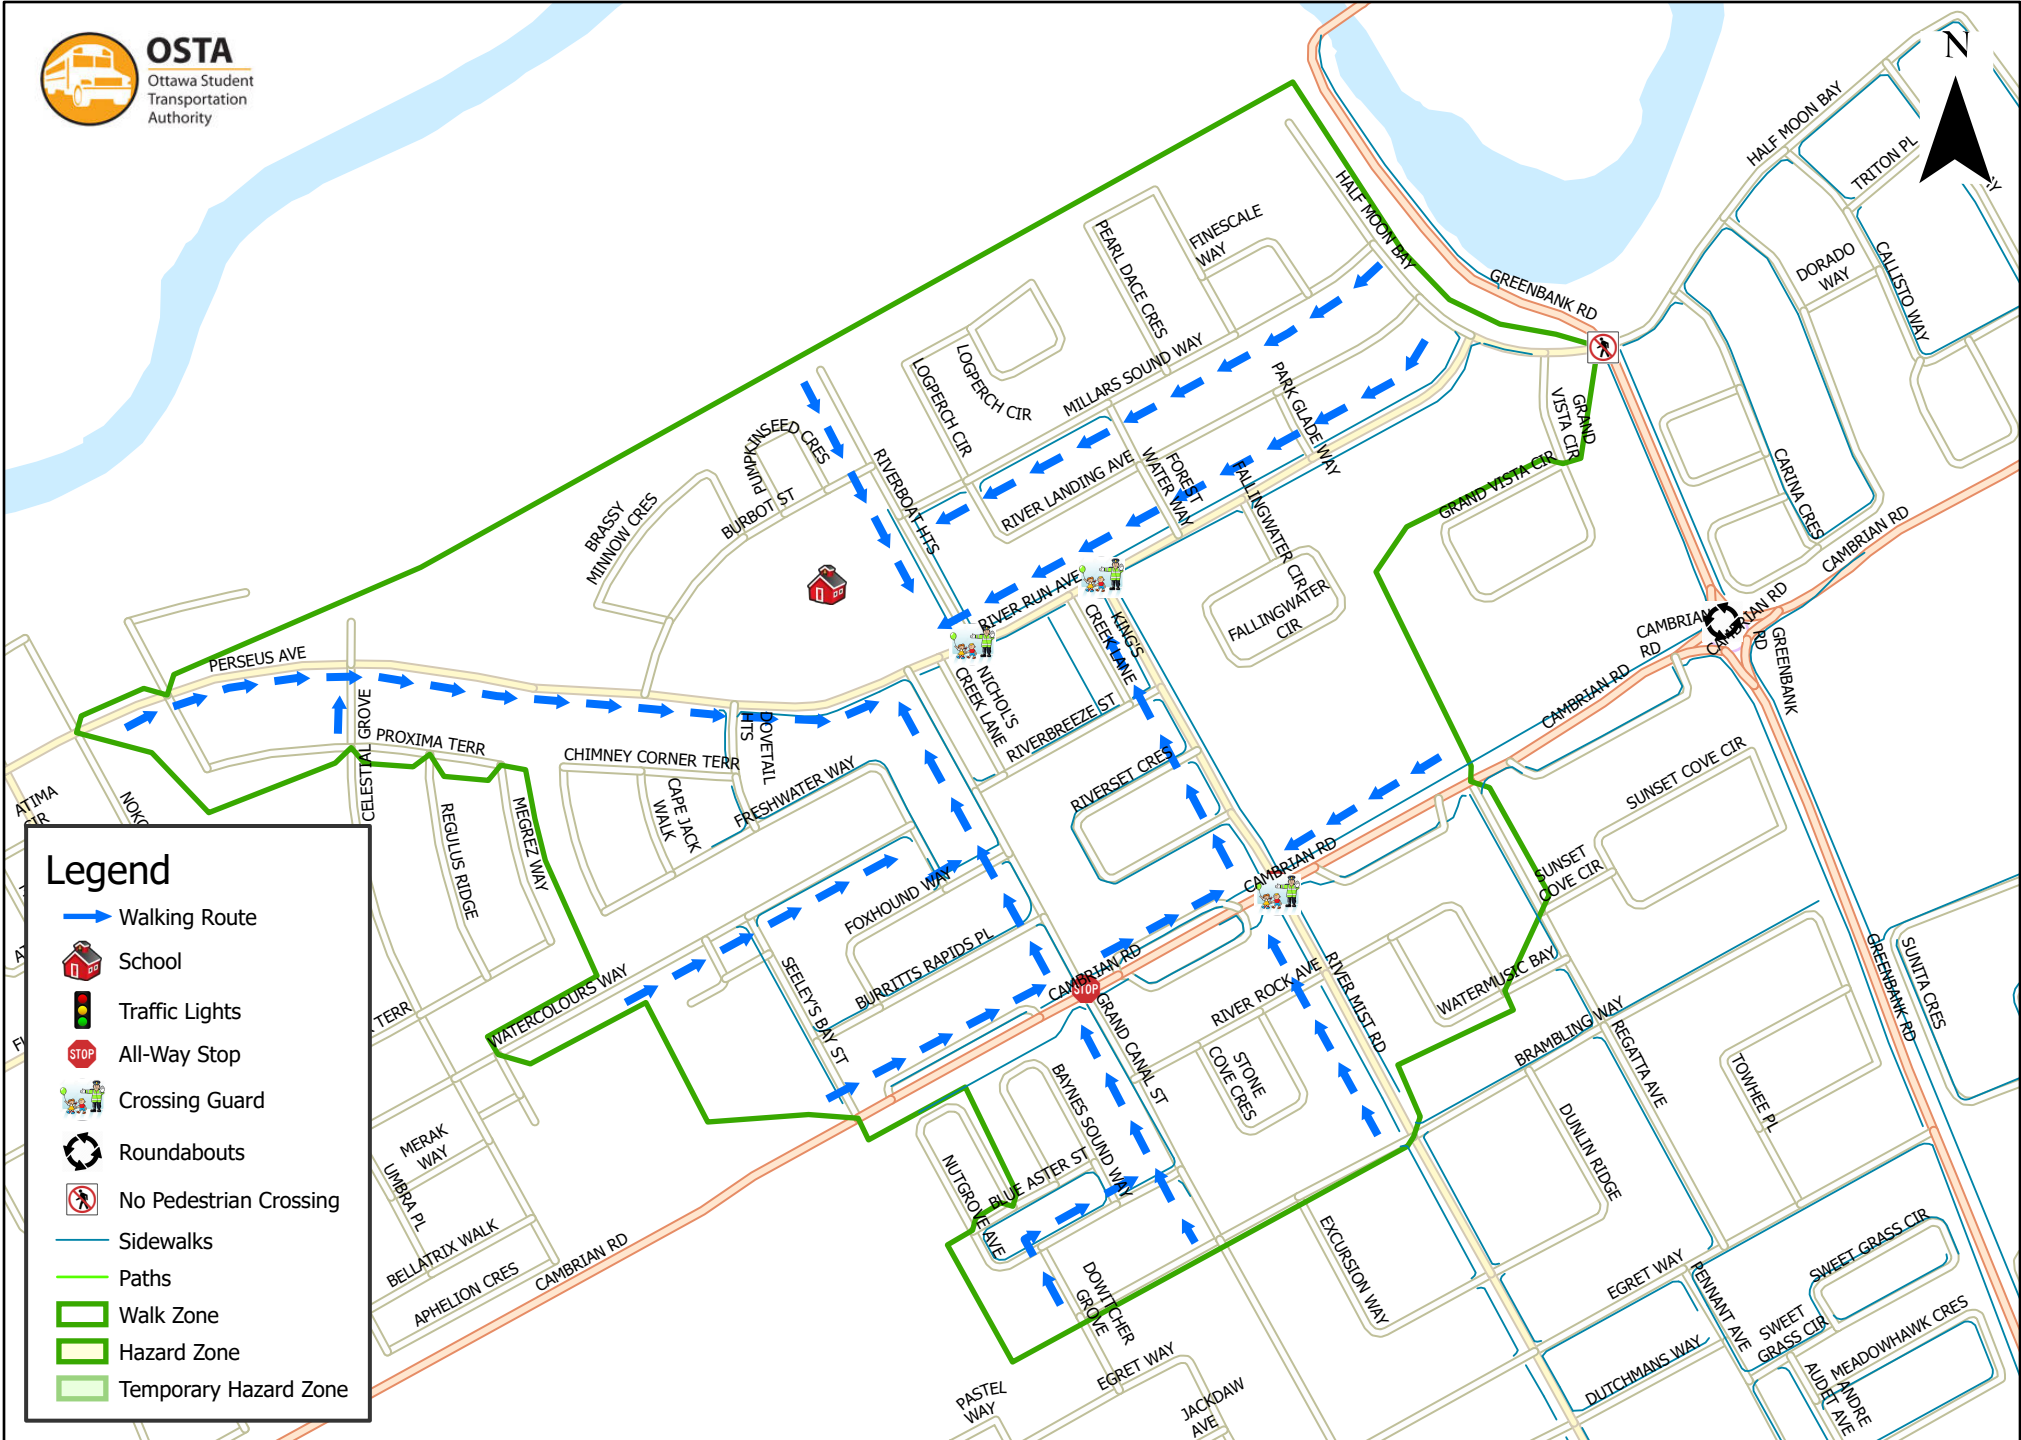 OSTA
Ottawa Student
Transportation
Authority
N
HALF MOON BAY
TRITON PL
HALF MOON BAY
FINESCALE
WAY
PEARL DACE CRES
DORADO
WAY
CALLISTO WAY
GREENBANK RD
LOGPERCH CIR
LOGPERCH CIR
MILLARS SOUND WAY
PARK GLADE WAY
GRAND
VISTA CIR
PUMPKINSEED CRES
RIVERBOAT HTS
BURBOT ST
BRASSY
MINNOW CRES
RIVER LANDING AVE
FOREST
WATER WAY
FALLINGWATER CIR
GRAND VISTA CIR
CARINA CRES
CAMBRIAN RD
RIVER RUN AVE
FALLINGWATER
CIR
KING'S
CREEK LANE
CAMBRIAN
RD
CAMBRIAN RD
GREENBANK
RD
PERSEUS AVE
NICHOL'S
CREEK LANE
RIVERBREEZE ST
CAMBRIAN RD
CELESTIAL GROVE
PROXIMA TERR
DOVETAIL
HTS
CHIMNEY CORNER TERR
CAPE JACK
WALK
FRESHWATER WAY
RIVERSET CRES
SUNSET COVE CIR
ATIMA
CIR
REGULUS RIDGE
MEGREZ WAY
CAMBRIAN RD
SUNSET
COVE CIR
FOXHOUND WAY
BURRITTS RAPIDS PL
SEELEY'S BAY ST
WATERCOLOURS WAY
CAMBRIAN RD
STOP
GRAND CANAL ST
RIVER ROCK AVE
RIVER MIST RD
WATERMUSIC BAY
BRAMBLING WAY
GREENBANK RD
SUNITA CRES
STONE
COVE CRES
REGATTA AVE
TOWHEE PL
BAYNES SOUND WAY
DUNLIN RIDGE
TERR
MERAK
WAY
UMBRA PL
NUTGROVE AVE
BLUE ASTER ST
BELLATRIX WALK
APHELION CRES
CAMBRIAN RD
DOWITCHER
GROVE
EXCURSION WAY
EGRET WAY
PENNANT AVE
SWEET GRASS CIR
SWEET
GRASS CIR
MEADOWHAWK CRES
DUTCHMANS WAY
ANDRE
AUDET AVE
EGRET WAY
PASTEL
WAY
JACKDAW
AVE
Legend
Walking Route
School
Traffic Lights
STOP
All-Way Stop
Crossing Guard
Roundabouts
No Pedestrian Crossing
Sidewalks
Paths
Walk Zone
Hazard Zone
Temporary Hazard Zone